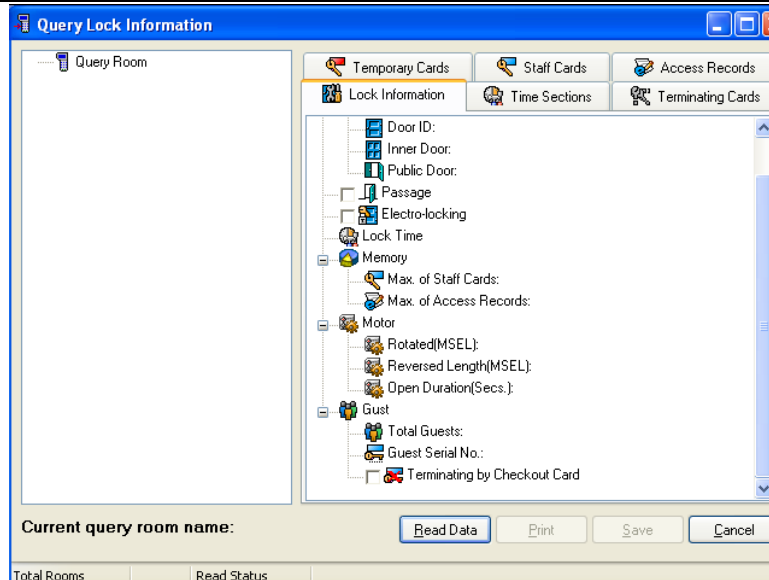 Query Lock Information
Query Room
Temporary Cards
Staff Cards
Access Records
Lock Information
Time Sections
Terminating Cards
Door ID:
Inner Door:
Public Door:
Passage
Electro-locking
Lock Time
Memory
Max. of Staff Cards:
Max. of Access Records:
Motor
Rotated(MSEL):
Reversed Length(MSEL):
Open Duration(Secs.):
Gust
Total Guests:
Guest Serial No.:
Terminating by Checkout Card
Current query room name:
Read Data
Print
Save
Cancel
Total Rooms
Read Status